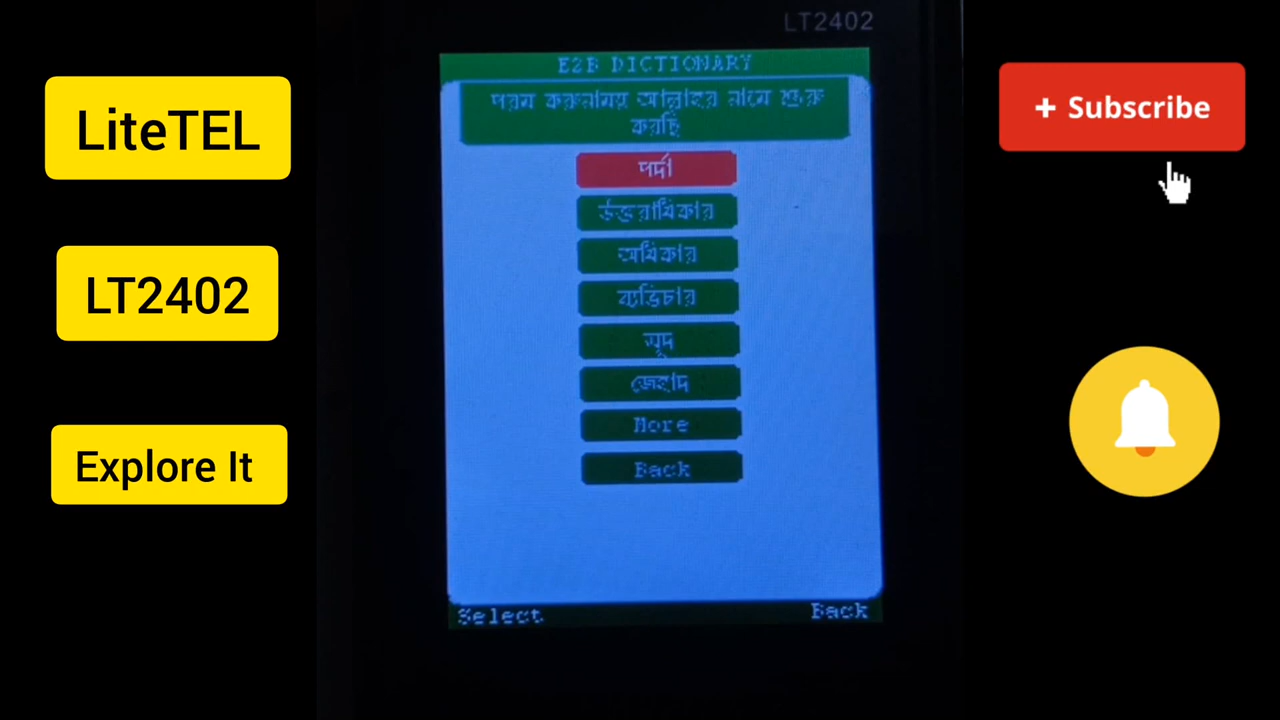 LT2402
E2B DICTIONARY
পরম করুনাময় আল্লাহর নামে শুরু
করছি
পর্দা
উত্তরাধিকার
অধিকার
ব্যভিচার
সূদ
জেহাদ
More
Back
Select
Back
LiteTEL
LT2402
Explore It
+ Subscribe